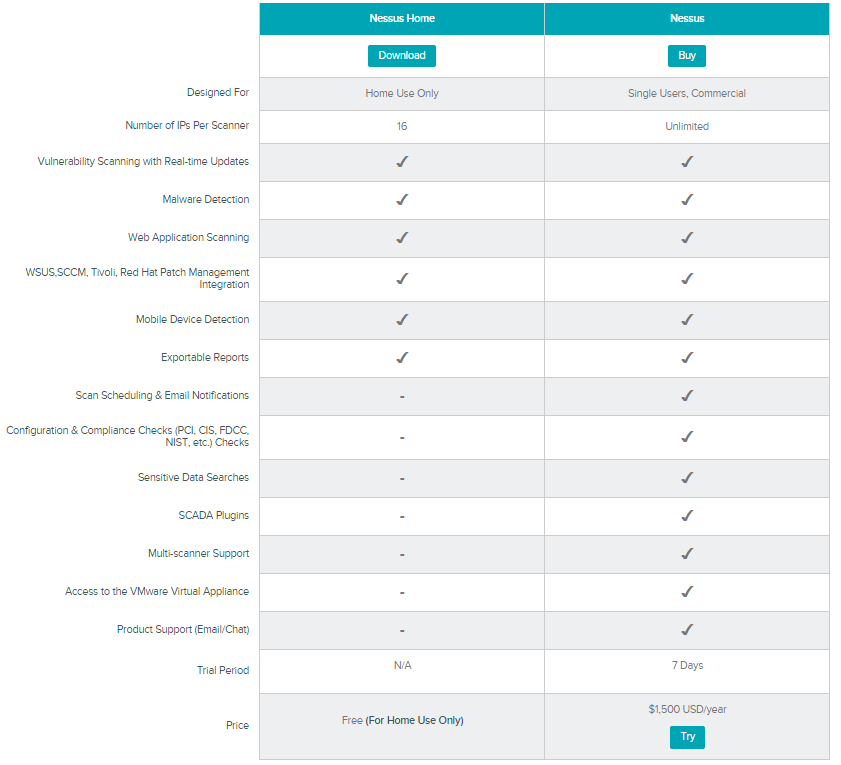 Nessus Home Nessus
Download Buy
Designed For Home Use Only Single Users, Commercial
Number of IPs Per Scanner 16 Unlimited
Vulnerability Scanning with Real-time Updates ✓ ✓
Malware Detection ✓ ✓
Web Application Scanning ✓ ✓
WSUS,SCCM, Tivoli, Red Hat Patch Management
Integration ✓ ✓
Mobile Device Detection ✓ ✓
Exportable Reports ✓ ✓
Scan Scheduling & Email Notifications - ✓
Configuration & Compliance Checks (PCI, CIS, FDCC,
NIST, etc.) Checks - ✓
Sensitive Data Searches - ✓
SCADA Plugins - ✓
Multi-scanner Support - ✓
Access to the VMware Virtual Appliance - ✓
Product Support (Email/Chat) - ✓
Trial Period N/A 7 Days
Price Free (For Home Use Only) $1,500 USD/year
Try